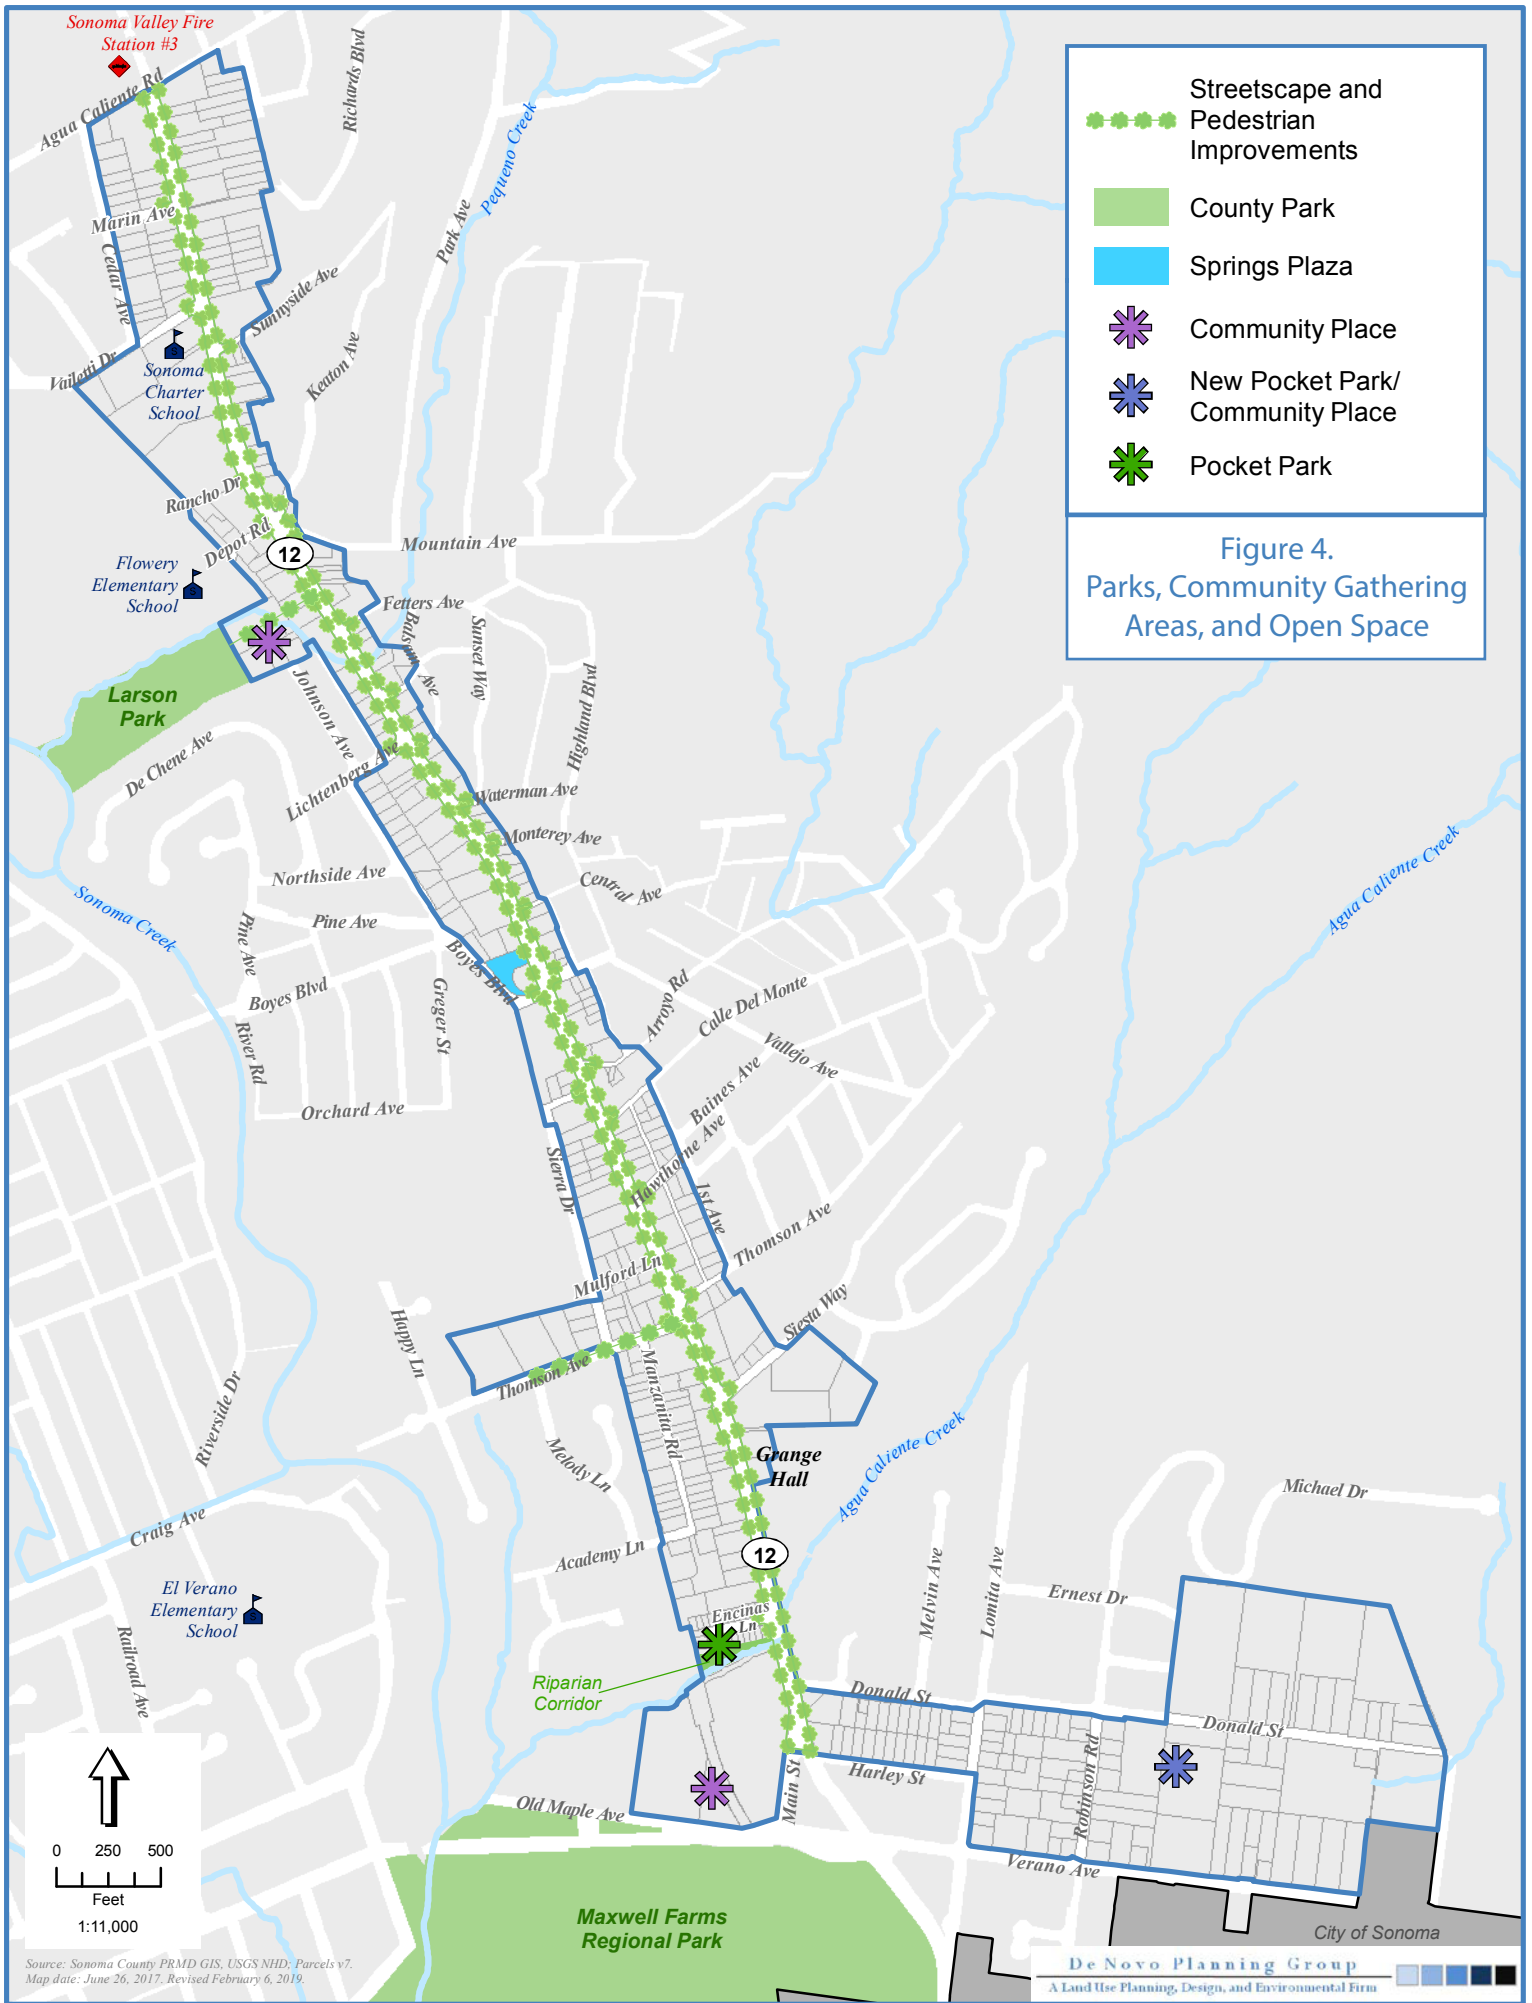 Sonoma Valley Fire
Station #3
Agua Caliente Rd
Richards Blvd
Pequeno Creek
Park Ave
Marin Ave
Cedar Ave
Sunnyside Ave
Keaton Ave
Vailetti Dr
Sonoma
Charter
School
Rancho Dr
Depot Rd
12
Mountain Ave
Flowery
Elementary
School
Fetters Ave
Balsam Ave
Sunset Way
Highland Blvd
Larson
Park
Johnson Ave
De Chene Ave
Lichtenberg Ave
Waterman Ave
Monterey Ave
Central Ave
Northside Ave
Pine Ave
Pine Ave
Sonoma Creek
Boyes Blvd
Boyes Blvd
Greger St
River Rd
Orchard Ave
Arroyo Rd
Calle Del Monte
Vallejo Ave
Baines Ave
Hawthorne Ave
1st Ave
Sierra Dr
Thomson Ave
Mulford Ln
Siesta Way
Happy Ln
Thomson Ave
Manzanita Rd
Riverside Dr
Melody Ln
Grange
Hall
Agua Caliente Creek
Agua Caliente Creek
Craig Ave
Academy Ln
12
Michael Dr
Melvin Ave
Lomita Ave
Ernest Dr
El Verano
Elementary
School
Railroad Ave
Encinas
Ln
Riparian
Corridor
Donald St
Donald St
Harley St
Main St
Robinson Rd
Old Maple Ave
Verano Ave
Maxwell Farms
Regional Park
City of Sonoma
Streetscape and
Pedestrian
Improvements
County Park
Springs Plaza
Community Place
New Pocket Park/
Community Place
Pocket Park
Figure 4.
Parks, Community Gathering
Areas, and Open Space
0 250 500
Feet
1:11,000
Source: Sonoma County PRMD GIS, USGS NHD; Parcels v7.
Map date: June 26, 2017. Revised February 6, 2019.
De Novo Planning Group
A Land Use Planning, Design, and Environmental Firm